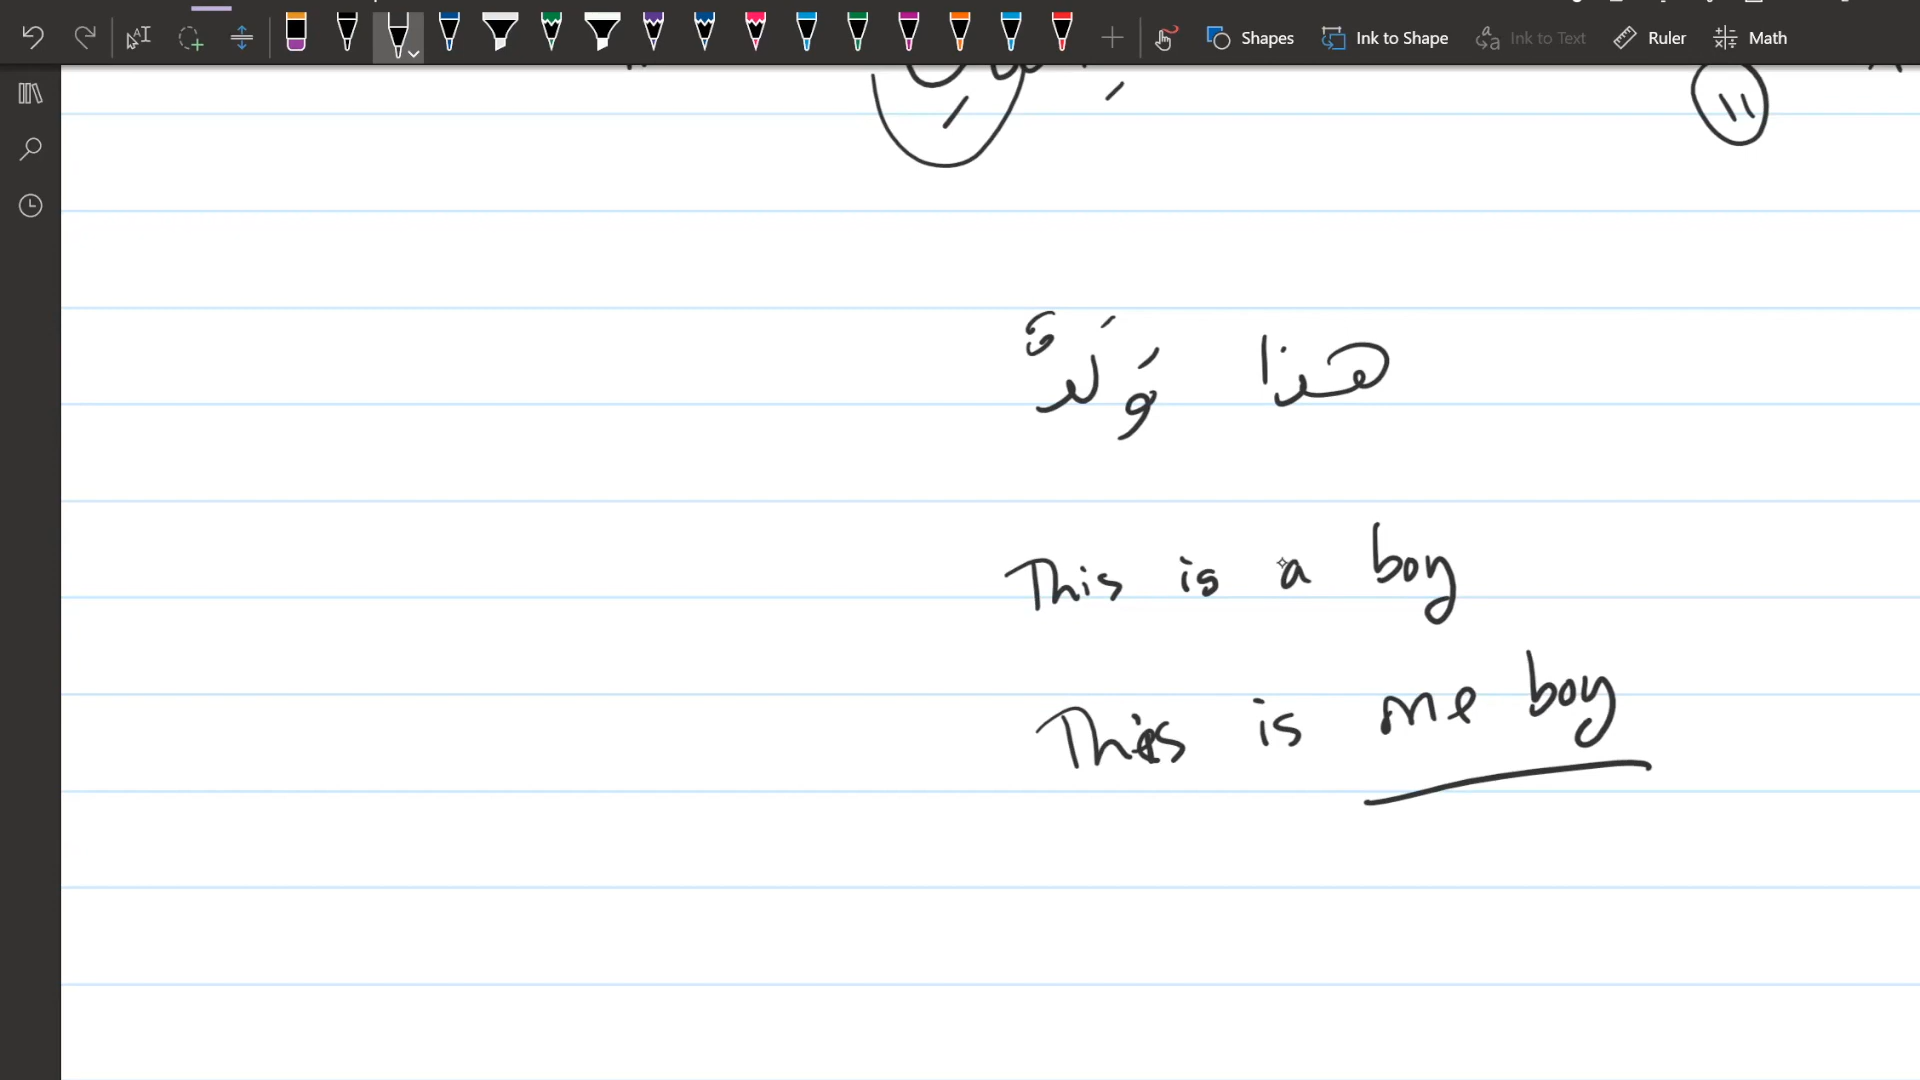 Shapes Ink to Shape Ink to Text Ruler Math
هذا وَلَدٌ
This is a boy
This is me boy